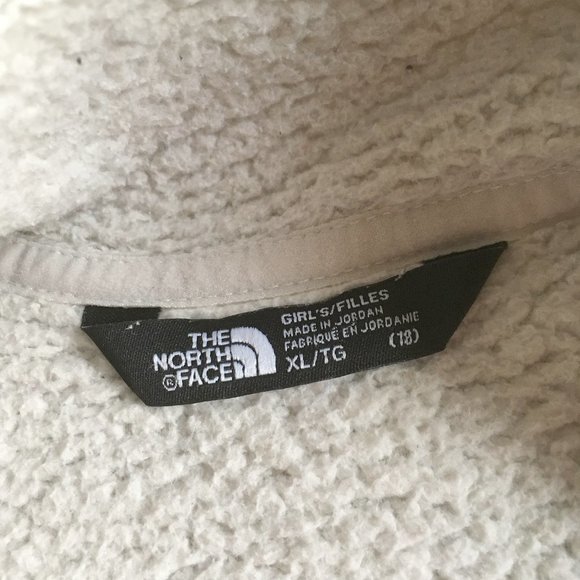 THE
NORTH
®FACE
GIRL'S/FILLES
MADE IN JORDAN
FABRIQUÉ EN JORDANIE
XL/TG (18)